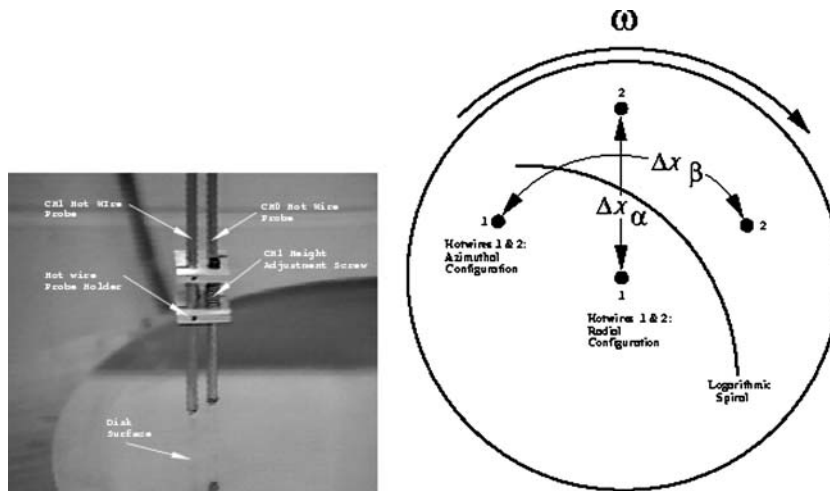 CH1 Hot Wire
Probe
CH0 Hot Wire
Probe
CH1 Height
Adjustment Screw
Hot wire
Probe Holder
Disk
Surface
ω
2
Δx β
1
2
Δx α
Hotwires 1 & 2:
Azimuthal
Configuration
1
Hotwires 1 & 2:
Radial
Configuration
Logarithmic
Spiral